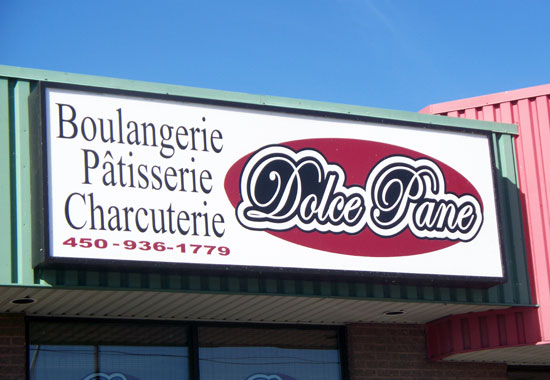 Boulangerie
Pâtisserie
Charcuterie
450-936-1779
Dolce Pane